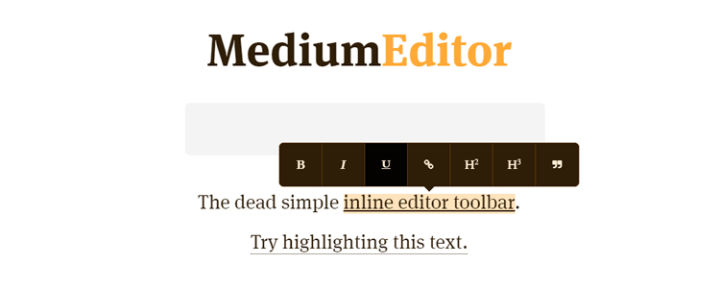 MediumEditor
B I U H² H³ ”
The dead simple inline editor toolbar.
Try highlighting this text.